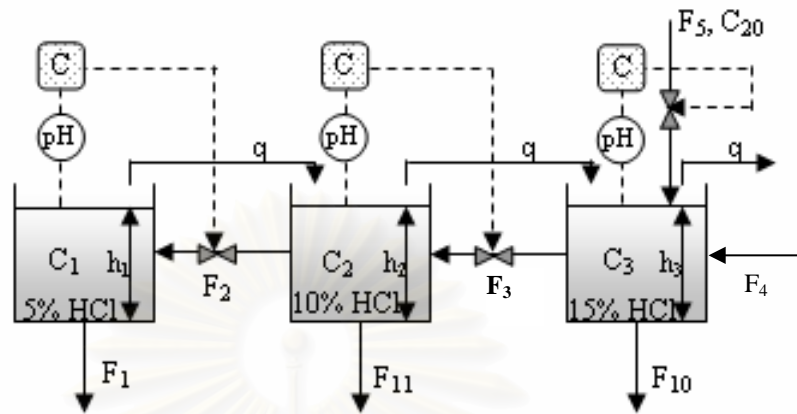 F5, C20
C
C
C
pH
pH
pH
q
q
q
C1
h1
5% HCl
F2
C2
h2
10% HCl
F3
C3
h3
15% HCl
F4
F1
F11
F10